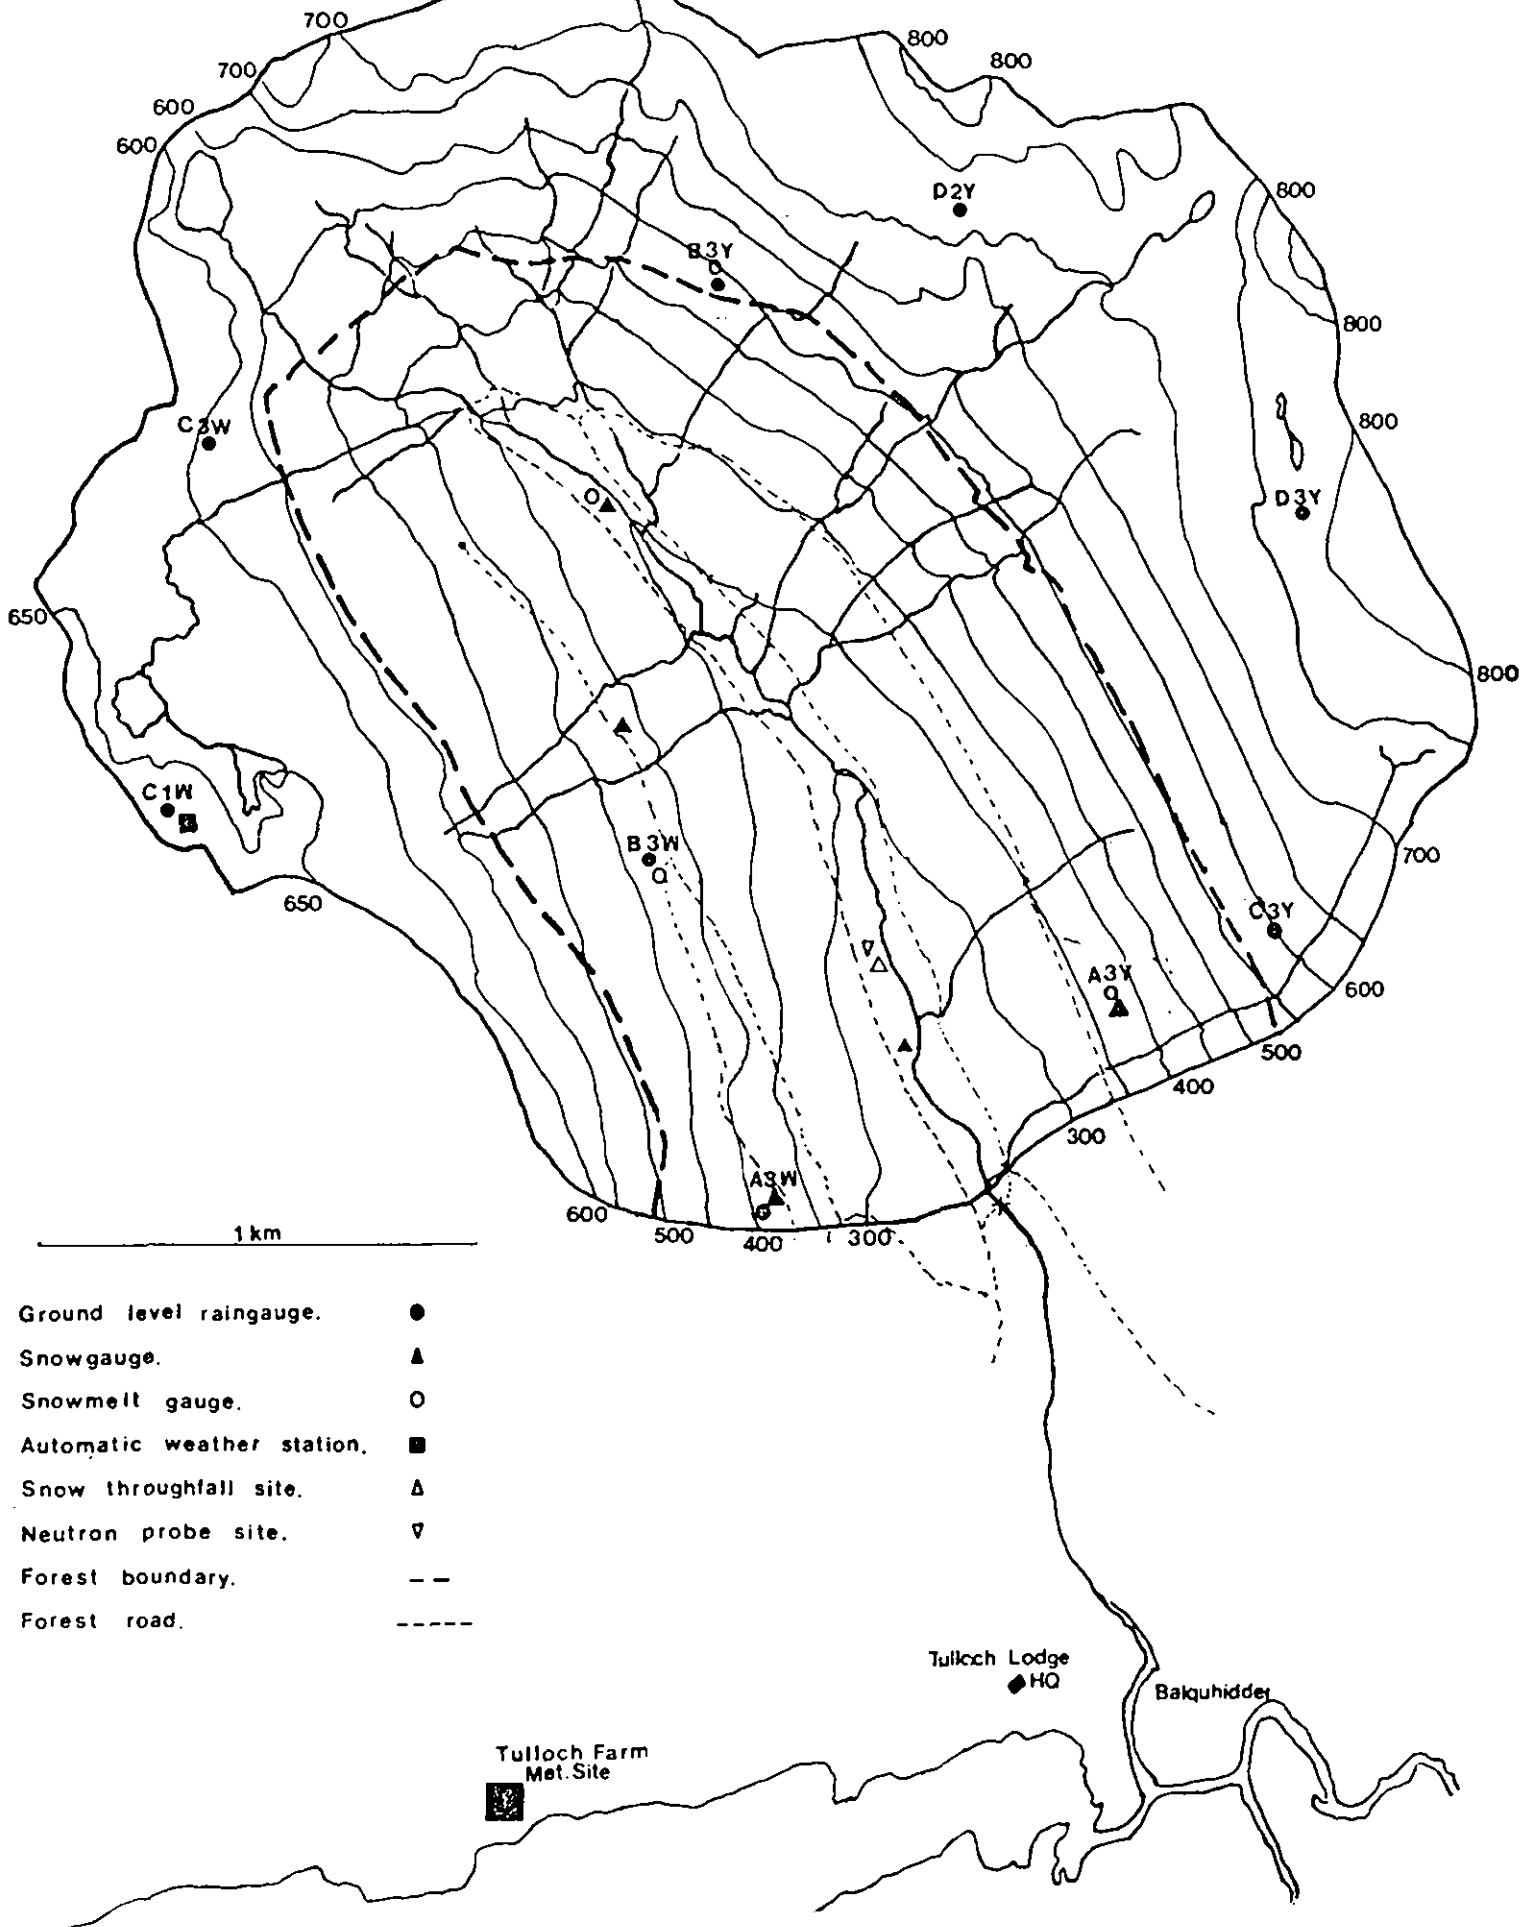 700
800
800
700
600
600
800
D2Y
B3Y
800
C3W
800
D3Y
650
800
C1W
B3W
700
650
C3Y
A3Y
600
500
400
300
A3W
600
500
400
300
1 km
Ground level raingauge.
Snowgauge.
Snowmelt gauge.
Automatic weather station.
Snow throughfall site.
Neutron probe site.
Forest boundary.
Forest road.
Tulloch Lodge
HQ
Balquhidder
Tulloch Farm
Met. Site